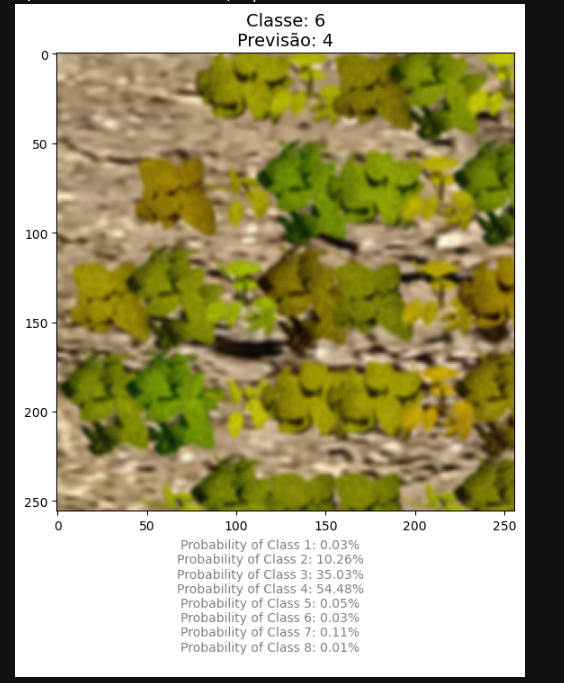 Classe: 6
Previsão: 4
0
50
100
150
200
250
0 50 100 150 200 250
Probability of Class 1: 0.03%
Probability of Class 2: 10.26%
Probability of Class 3: 35.03%
Probability of Class 4: 54.48%
Probability of Class 5: 0.05%
Probability of Class 6: 0.03%
Probability of Class 7: 0.11%
Probability of Class 8: 0.01%